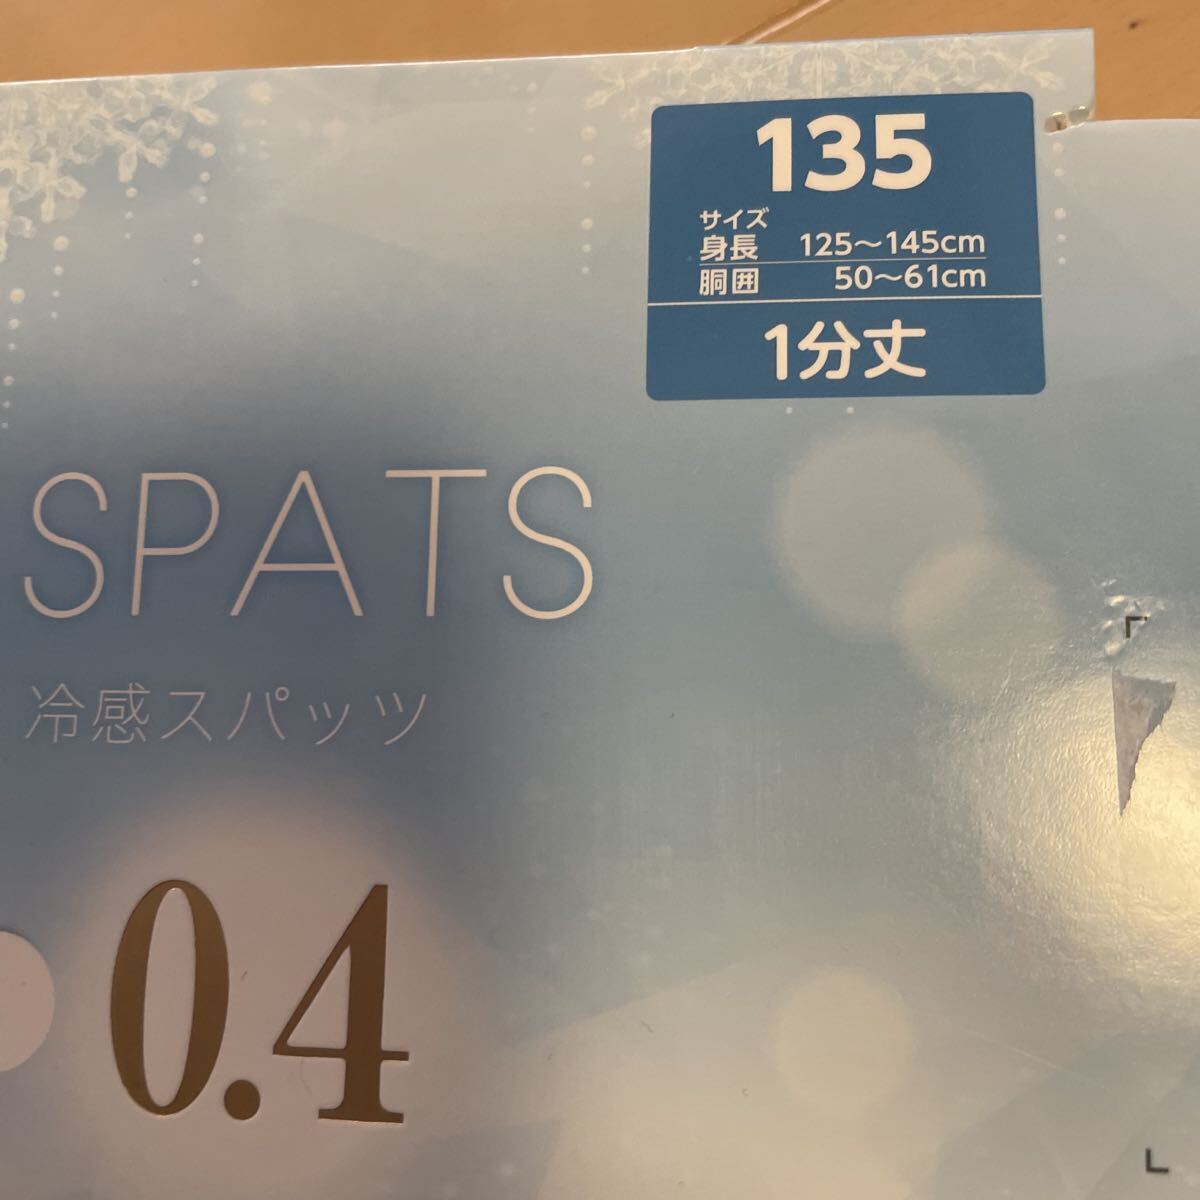 135
サイズ
身長 125〜145cm
胴囲 50〜61cm
1分丈
SPATS
冷感スパッツ
0.4